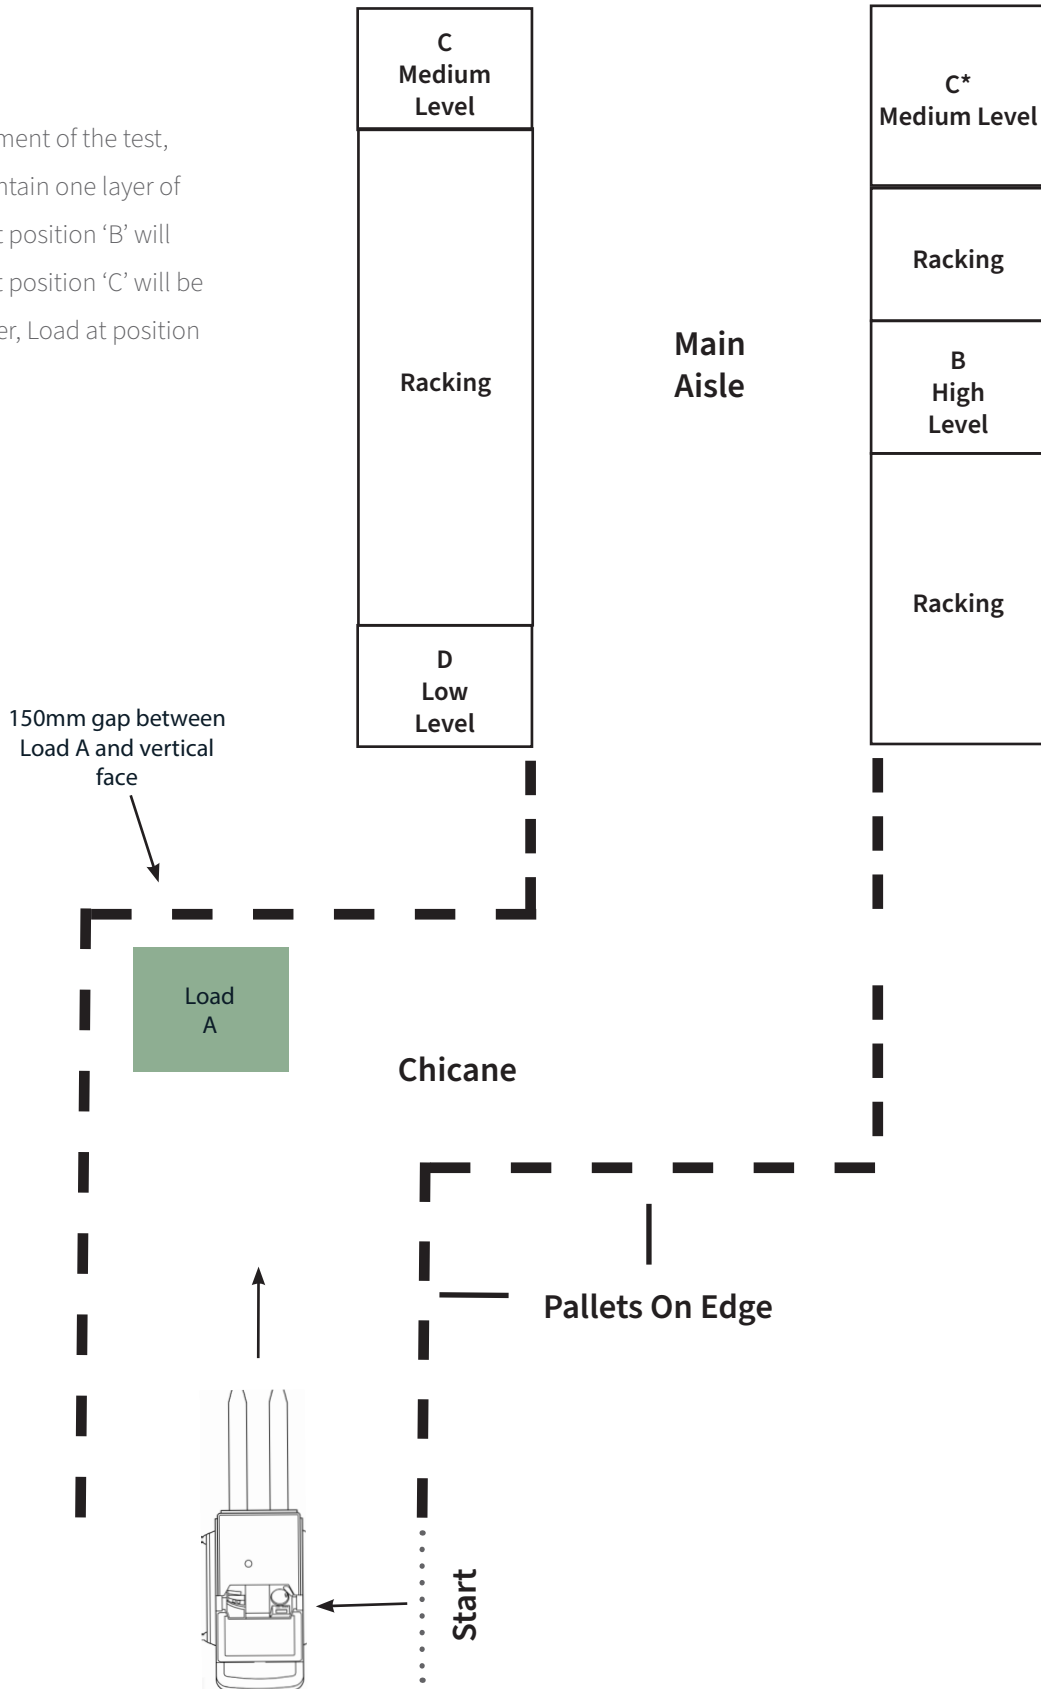 C
Medium
Level
C*
Medium Level
ment of the test,
ntain one layer of
t position ‘B’ will
t position ‘C’ will be
er, Load at position
Racking
Main
Aisle
Racking
B
High
Level
Racking
D
Low
Level
150mm gap between
Load A and vertical
face
Load
A
Chicane
Pallets On Edge
Start